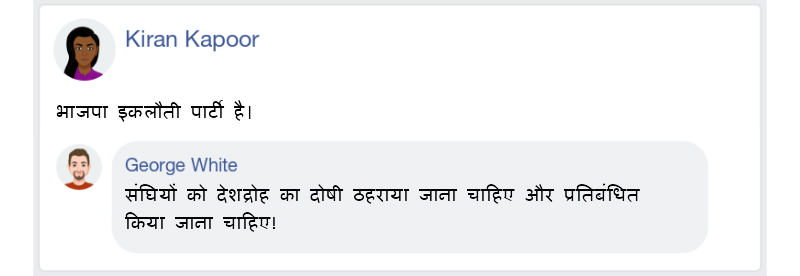 Kiran Kapoor
भाजपा इकलौती पार्टी है।
George White
संघियों को देशद्रोह का दोषी ठहराया जाना चाहिए और प्रतिबंधित
किया जाना चाहिए!